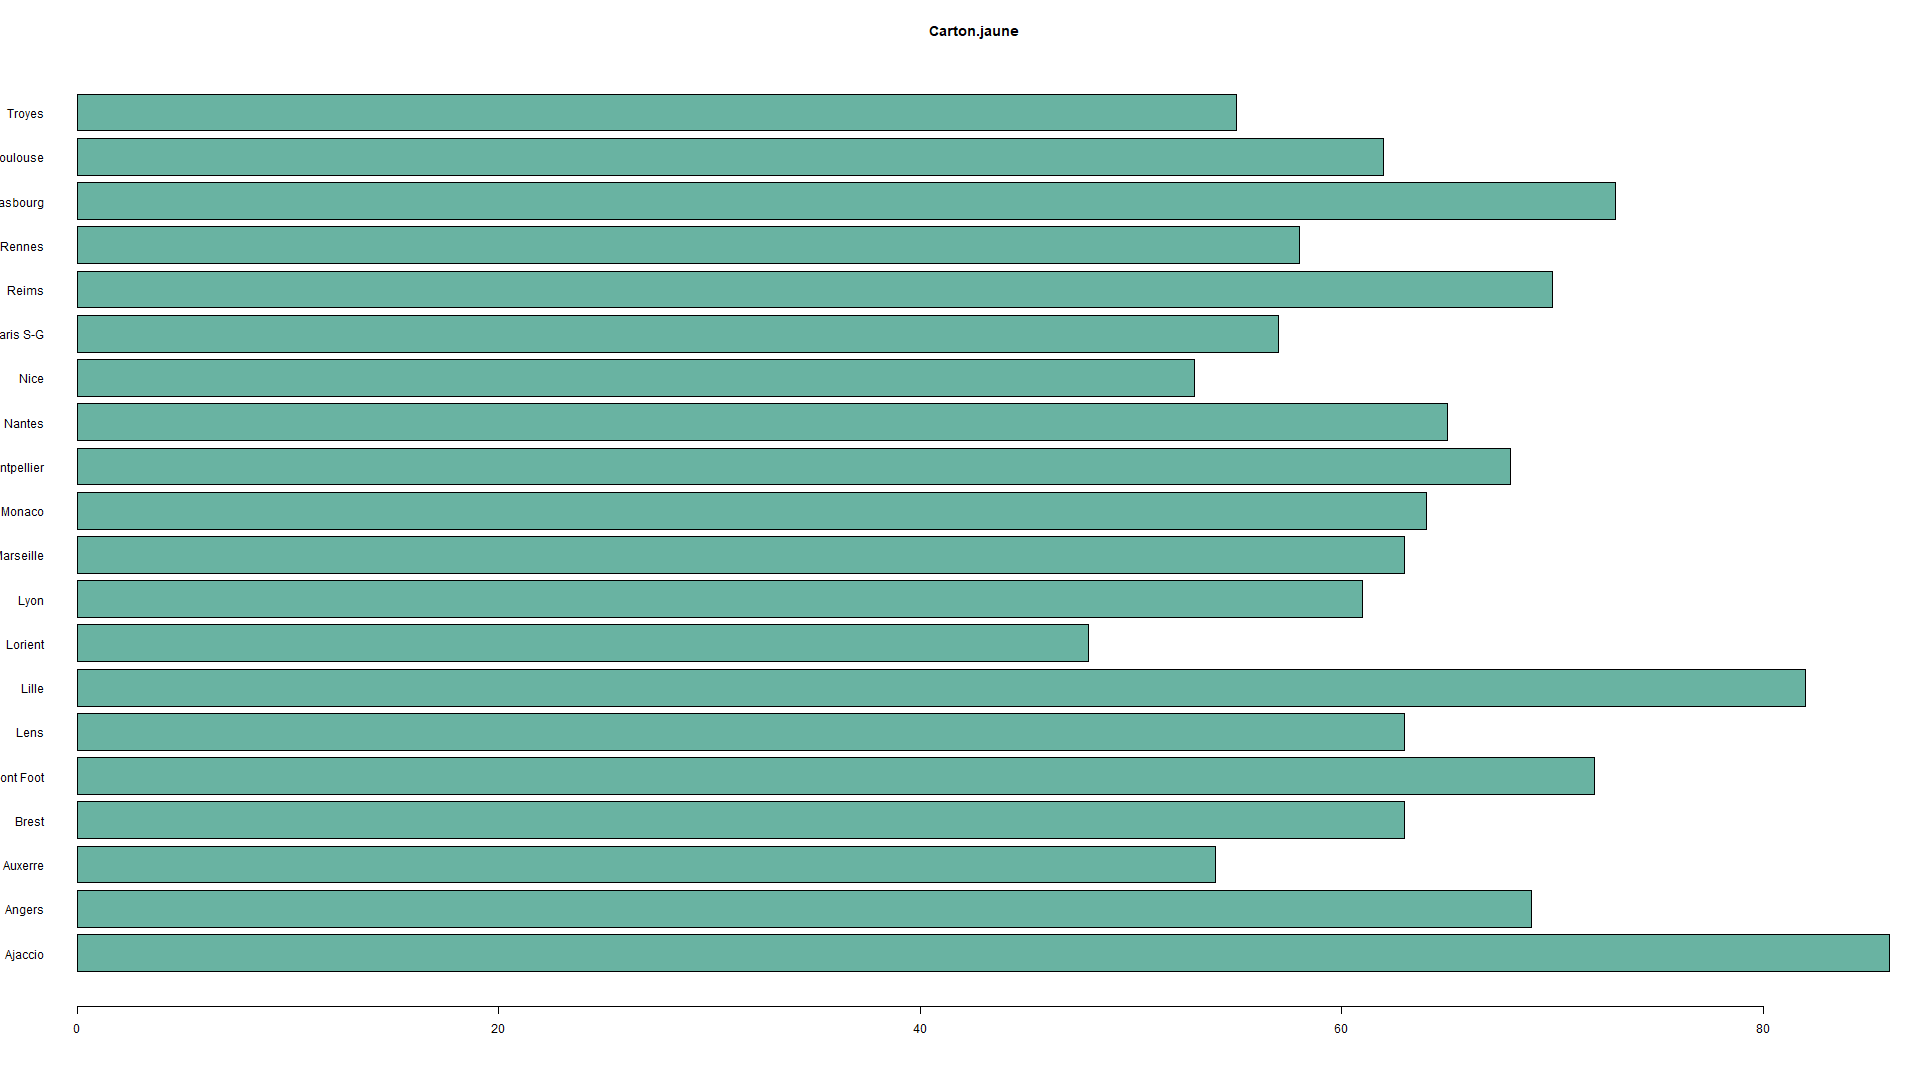 Carton.jaune
Troyes
oulouse
asbourg
Rennes
Reims
aris S-G
Nice
Nantes
ntpellier
Monaco
Marseille
Lyon
Lorient
Lille
Lens
ont Foot
Brest
Auxerre
Angers
Ajaccio
0 20 40 60 80